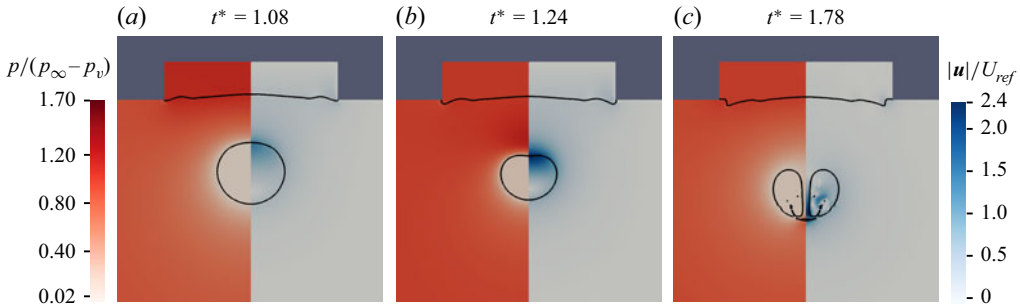 (a) t* = 1.08
(b) t* = 1.24
(c) t* = 1.78
p/(p∞ – pv)
1.70
1.20
0.80
0.40
0.02
|u|/Uref
2.4
2.0
1.5
1.0
0.5
0